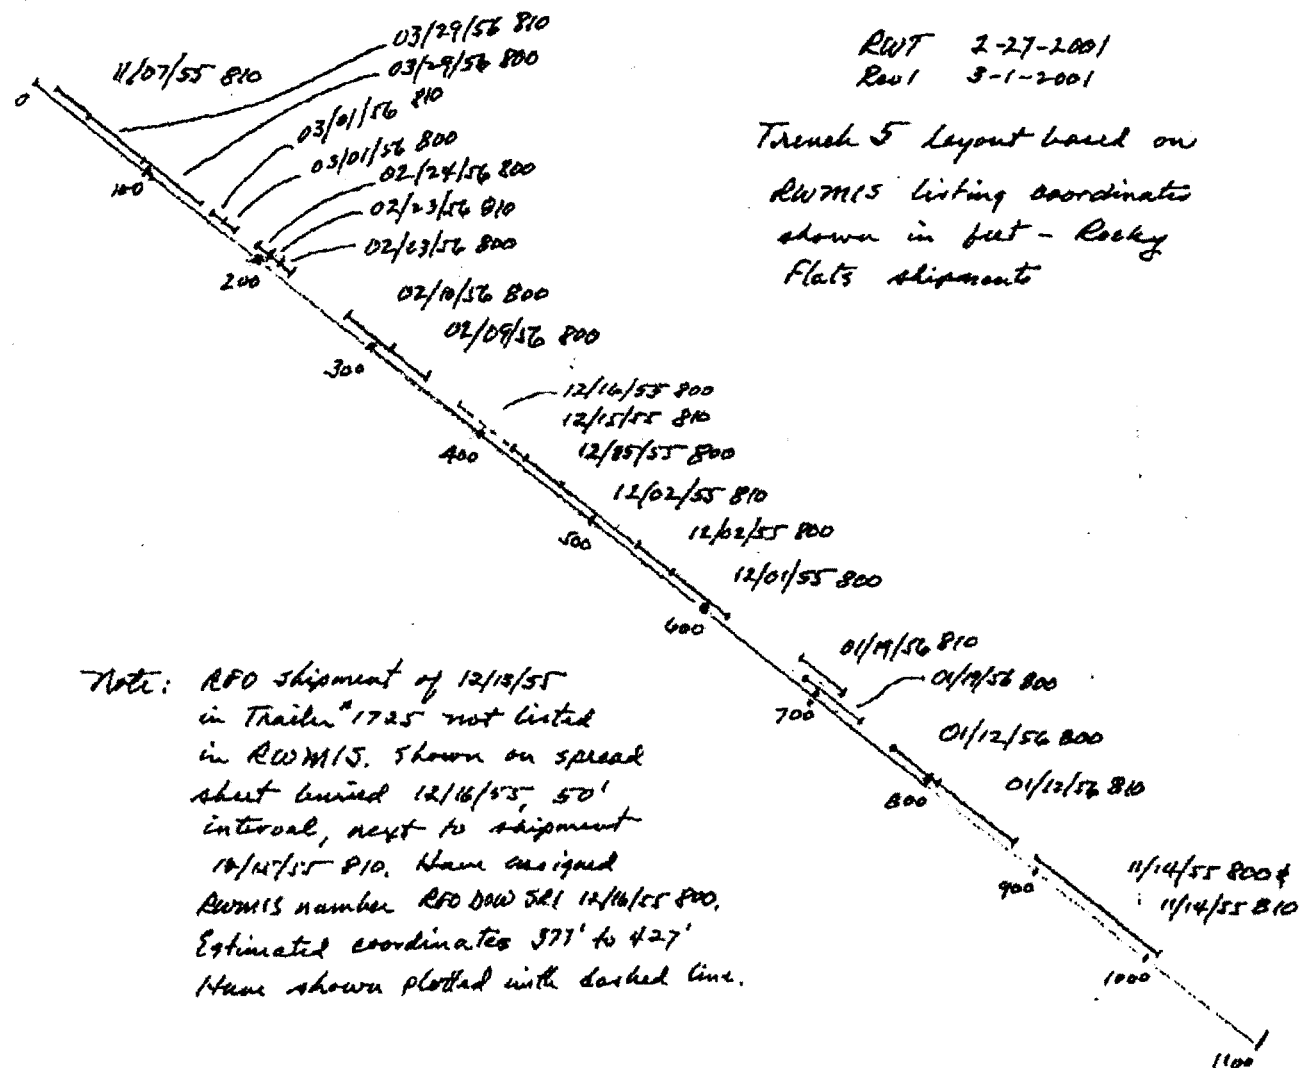 RWT 2-27-2001
Rev1 3-1-2001
Trench 5 layout based on
RWMIS listing coordinates
shown in feet - Rocky
Flats shipments
03/29/56 810
03/29/56 800
11/07/55 810
0
03/01/56 810
03/01/56 800
02/24/56 800
02/23/56 810
02/23/56 800
100
200
02/10/56 800
02/09/56 800
300
12/16/55 800
12/15/55 810
12/05/55 800
400
12/02/55 810
12/02/55 800
500
12/01/55 800
600
01/19/56 810
01/19/56 800
700
01/12/56 800
01/12/56 810
800
11/14/55 800 &
11/14/55 810
900
1000
1100
Note: RFO shipment of 12/13/55
in Trailer #1725 not listed
in RWMIS. Shown on spread
sheet buried 12/16/55, 50'
interval, next to shipment
12/15/55 810. Have assigned
RWMIS number RFO DOW SR1 12/16/55 800.
Estimated coordinates 377' to 427'
Have shown plotted with dashed line.